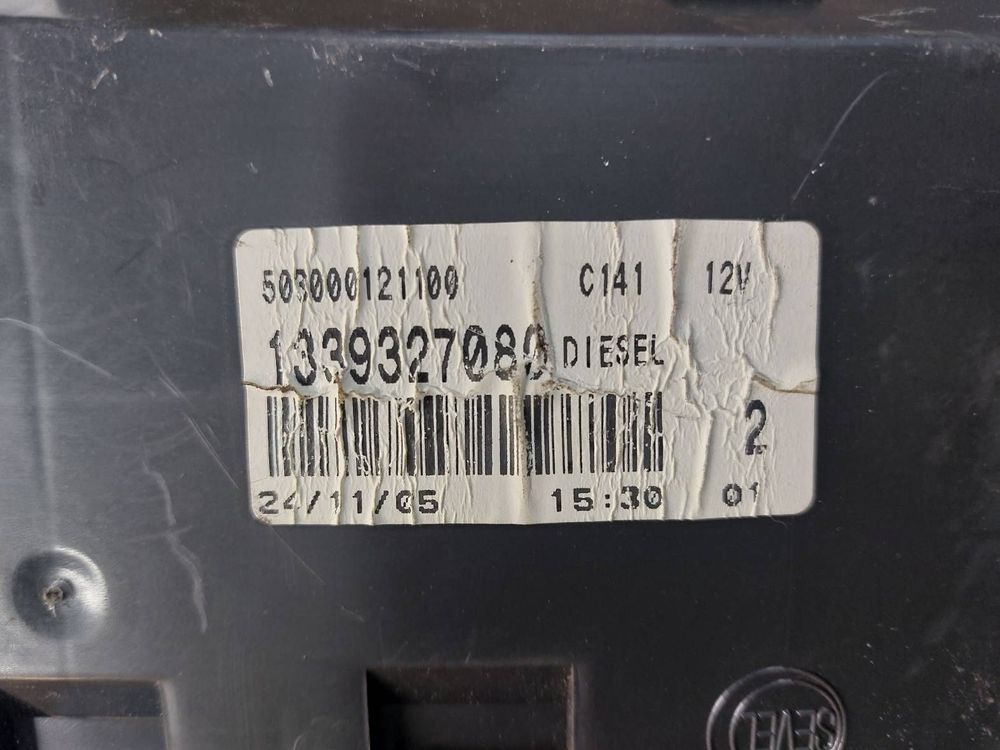 503000121100 C141 12V
1339327080 DIESEL
2
24/11/05 15:30 01
SEVEL